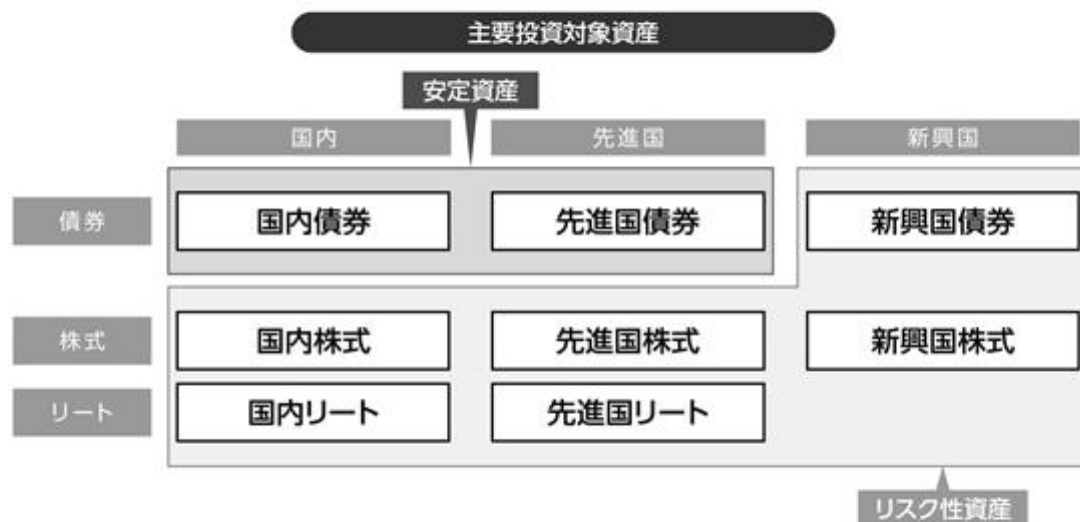 主要投資対象資産
安定資産
国内 先進国 新興国
債券 国内債券 先進国債券 新興国債券
株式 国内株式 先進国株式 新興国株式
リート 国内リート 先進国リート
リスク性資産